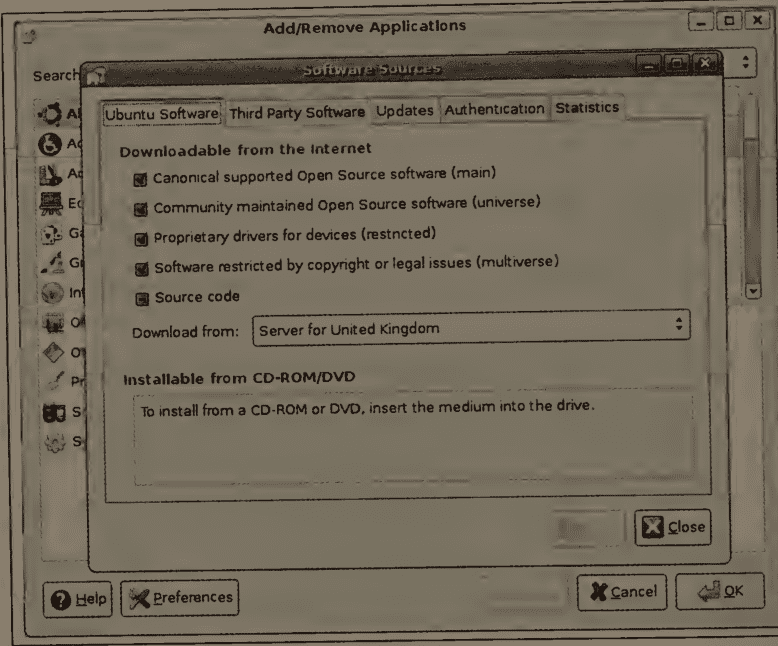 Add/Remove Applications
Search
Software Sources
Ubuntu Software Third Party Software Updates Authentication Statistics
Downloadable from the Internet
Canonical supported Open Source software (main)
Community maintained Open Source software (universe)
Proprietary drivers for devices (restricted)
Software restricted by copyright or legal issues (multiverse)
Source code
Download from: Server for United Kingdom
Installable from CD-ROM/DVD
To install from a CD-ROM or DVD, insert the medium into the drive.
Close
Help Preferences Cancel OK